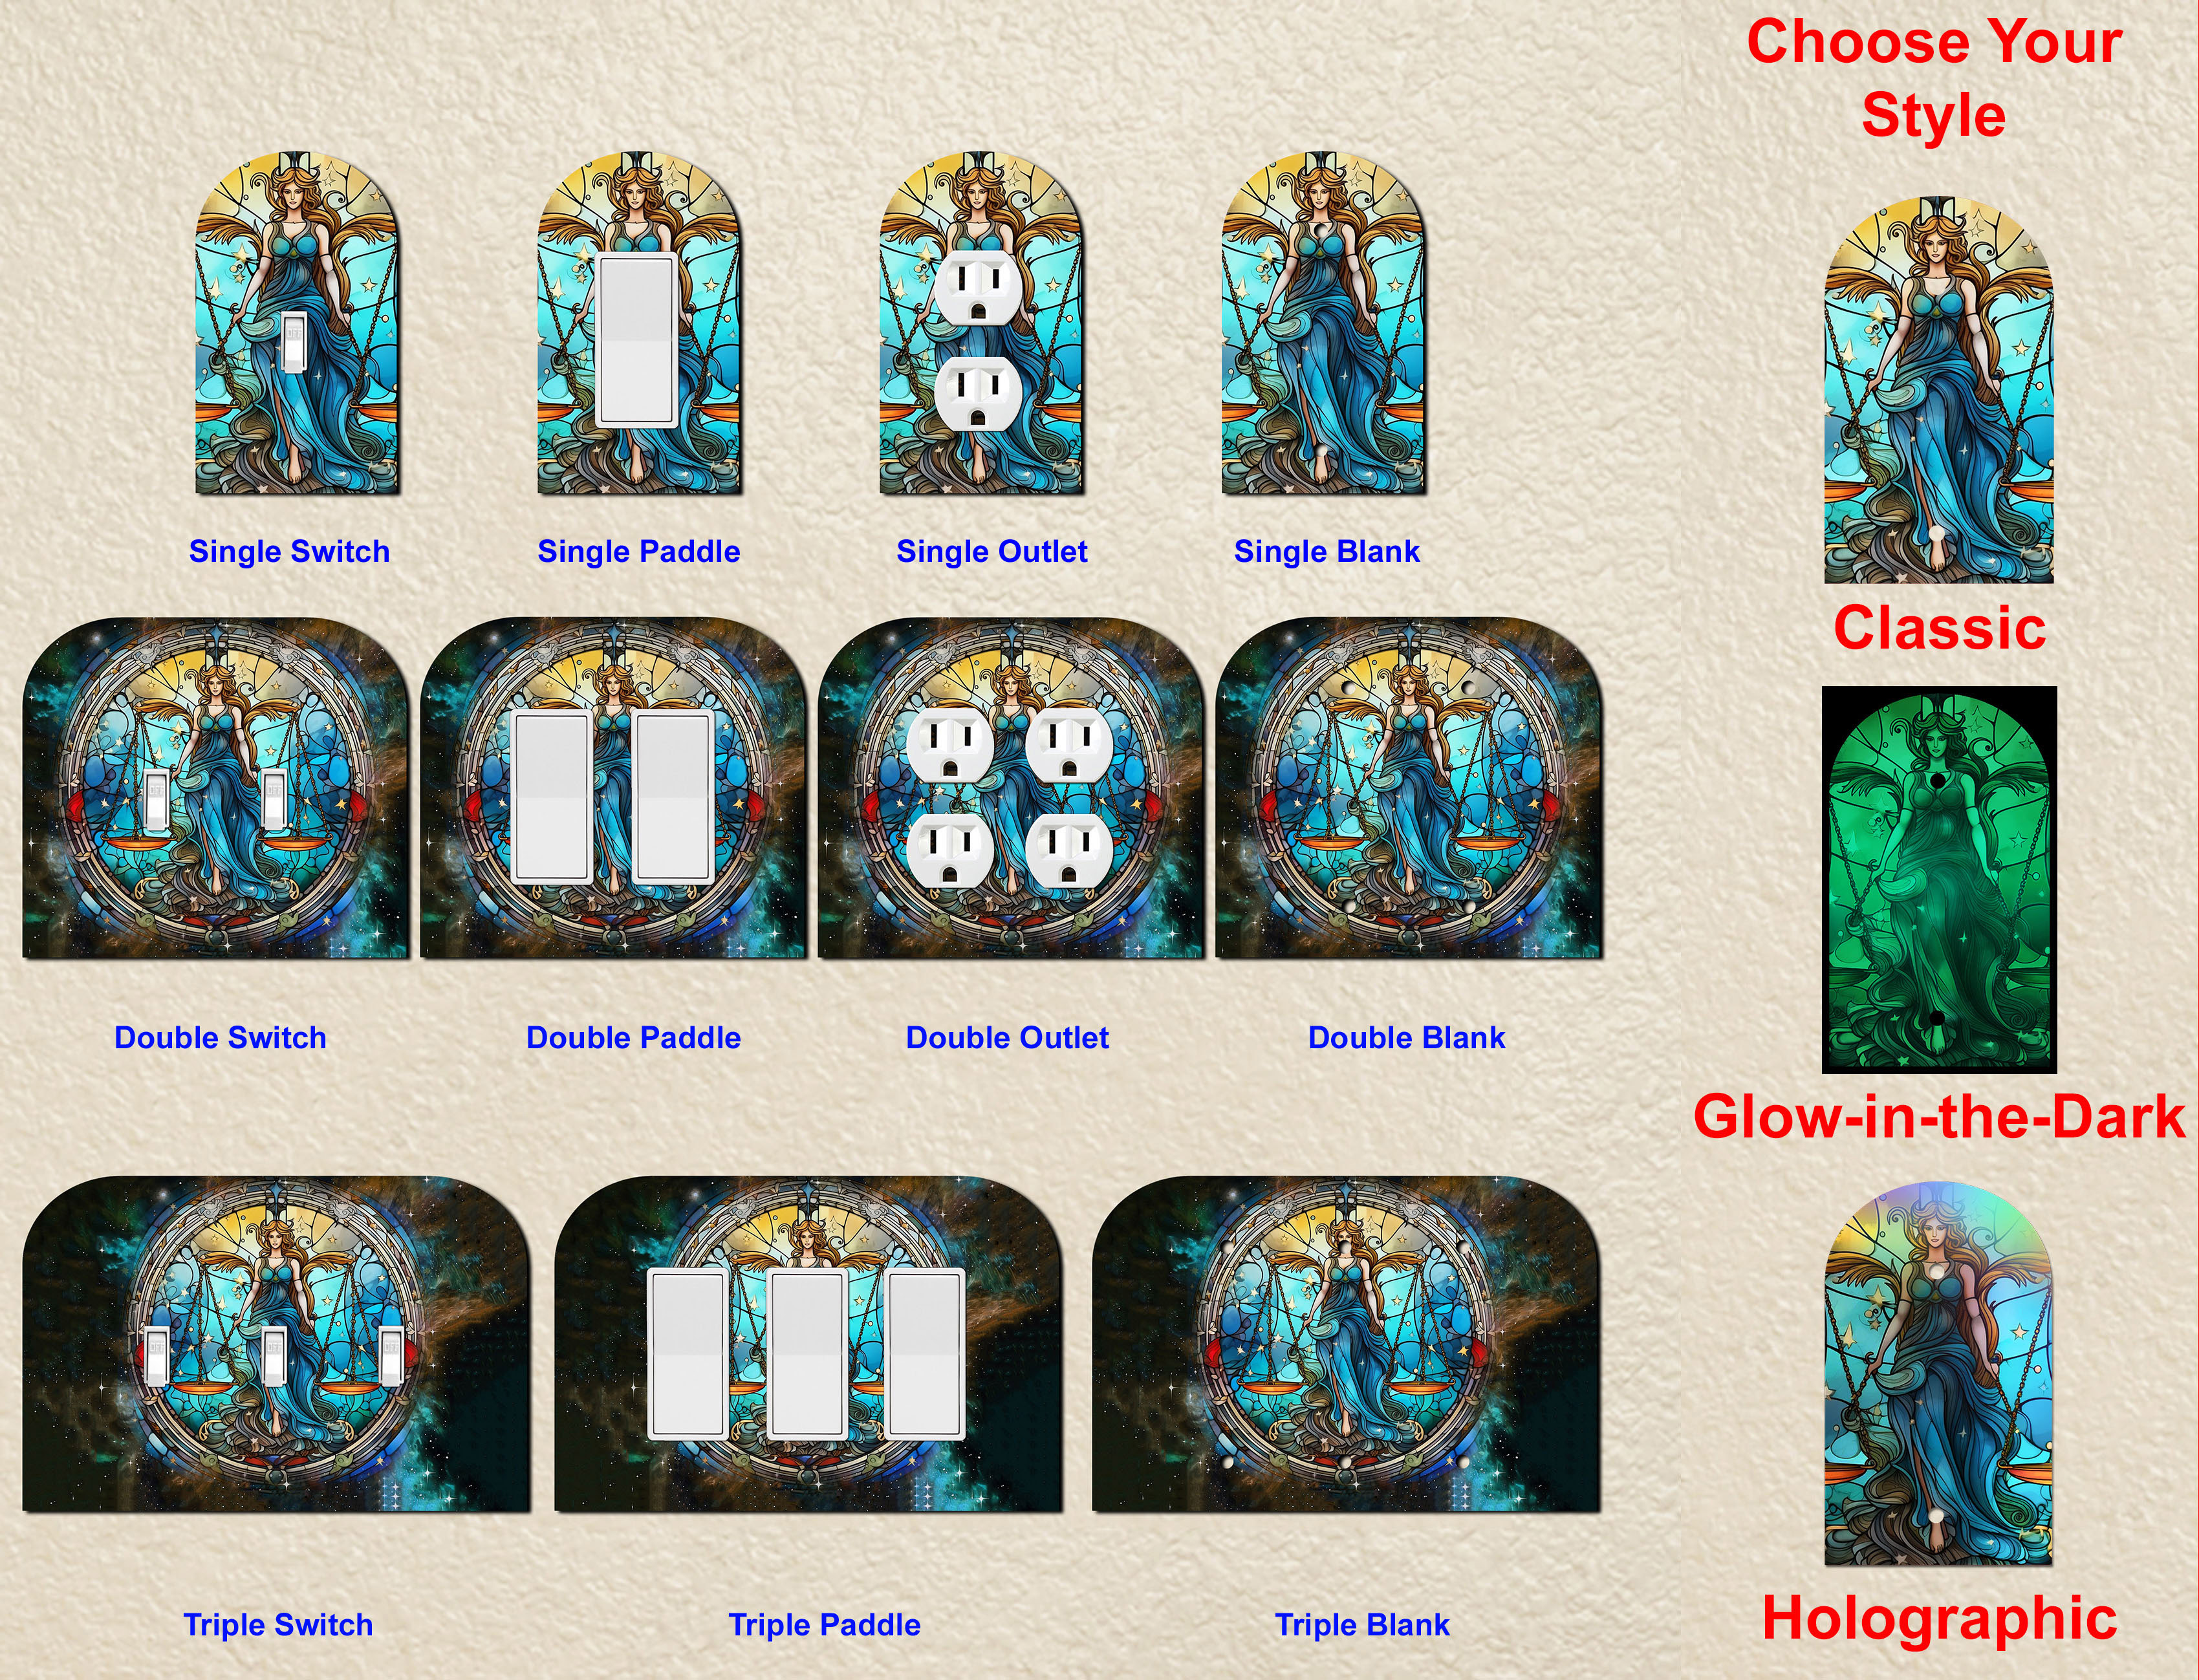 Choose Your
Style
Single Switch
Single Paddle
Single Outlet
Single Blank
Classic
Double Switch
Double Paddle
Double Outlet
Double Blank
Glow-in-the-Dark
Triple Switch
Triple Paddle
Triple Blank
Holographic